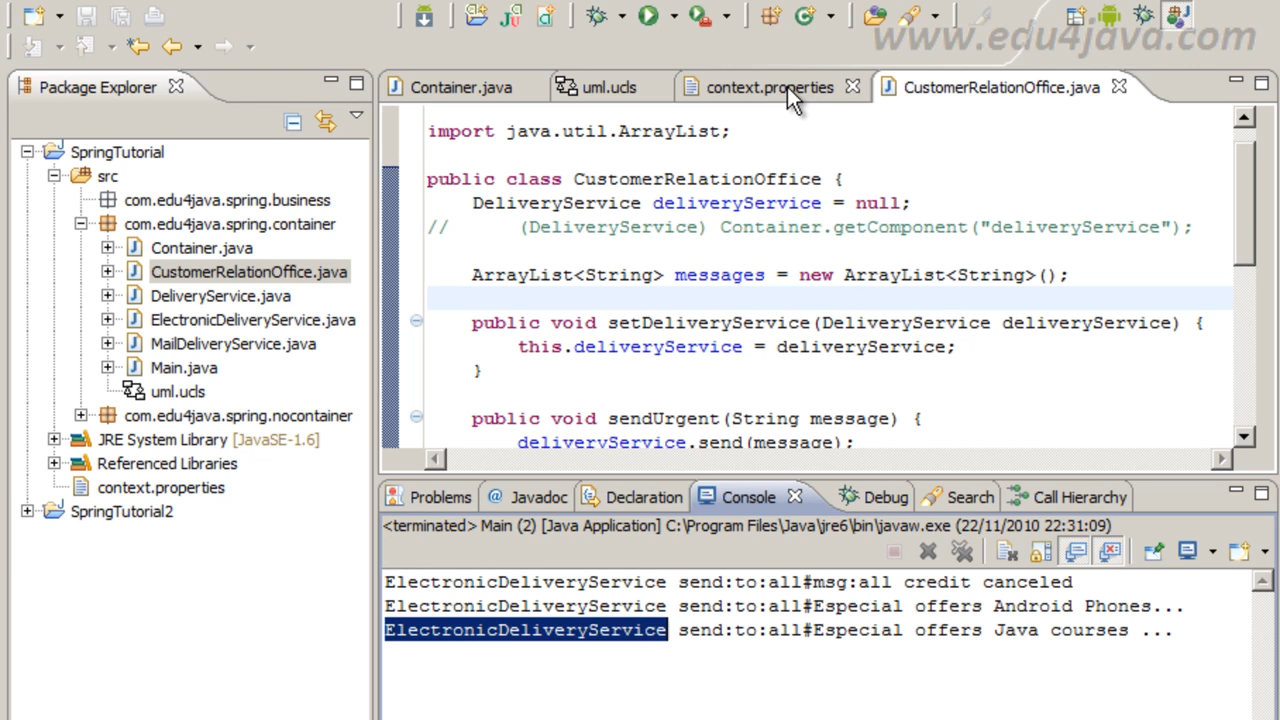 www.edu4java.com
Package Explorer
Container.java
uml.ucls
context.properties
CustomerRelationOffice.java
SpringTutorial
src
com.edu4java.spring.business
com.edu4java.spring.container
Container.java
CustomerRelationOffice.java
DeliveryService.java
ElectronicDeliveryService.java
MailDeliveryService.java
Main.java
uml.ucls
com.edu4java.spring.nocontainer
JRE System Library [JavaSE-1.6]
Referenced Libraries
context.properties
SpringTutorial2
import java.util.ArrayList;
public class CustomerRelationOffice {
DeliveryService deliveryService = null;
// (DeliveryService) Container.getComponent("deliveryService");
ArrayList<String> messages = new ArrayList<String>();
public void setDeliveryService(DeliveryService deliveryService) {
this.deliveryService = deliveryService;
}
public void sendUrgent(String message) {
deliveryService.send(message);
Problems
Javadoc
Declaration
Console
Debug
Search
Call Hierarchy
<terminated> Main (2) [Java Application] C:\Program Files\Java\jre6\bin\javaw.exe (22/11/2010 22:31:09)
ElectronicDeliveryService send:to:all#msg:all credit canceled
ElectronicDeliveryService send:to:all#Especial offers Android Phones...
ElectronicDeliveryService send:to:all#Especial offers Java courses ...